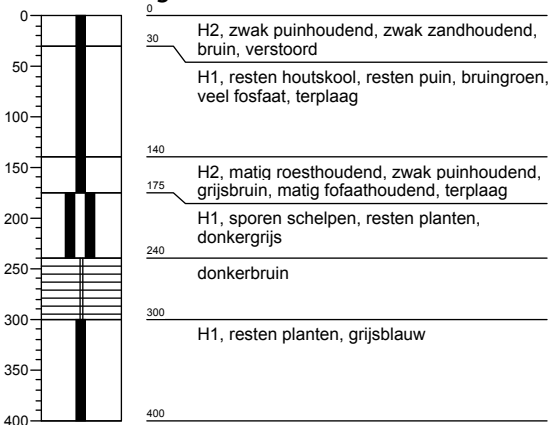 0
0
H2, zwak puinhoudend, zwak zandhoudend,
bruin, verstoord
30
H1, resten houtskool, resten puin, bruingroen,
veel fosfaat, terplaag
50
100
140
H2, matig roesthoudend, zwak puinhoudend,
grijsbruin, matig fofaathoudend, terplaag
150
175
H1, sporen schelpen, resten planten,
donkergrijs
200
240
donkerbruin
250
300
300
H1, resten planten, grijsblauw
350
400
400